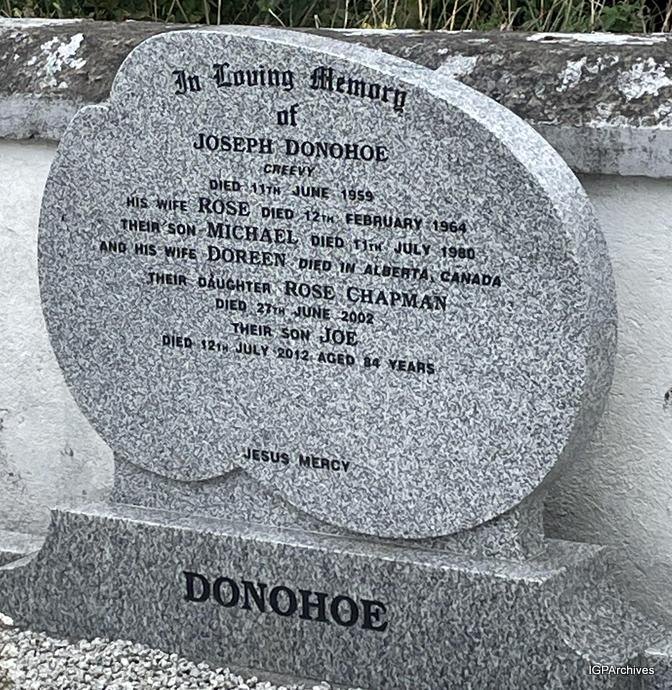 In Loving Memory
of
JOSEPH DONOHOE
CREEVY
DIED 11TH JUNE 1959
HIS WIFE ROSE DIED 12TH FEBRUARY 1964
THEIR SON MICHAEL DIED 11TH JULY 1980
AND HIS WIFE DOREEN DIED IN ALBERTA, CANADA
THEIR DAUGHTER ROSE CHAPMAN
DIED 27TH JUNE 2002
THEIR SON JOE
DIED 12TH JULY 2012 AGED 84 YEARS
JESUS MERCY
DONOHOE
IGPArchives